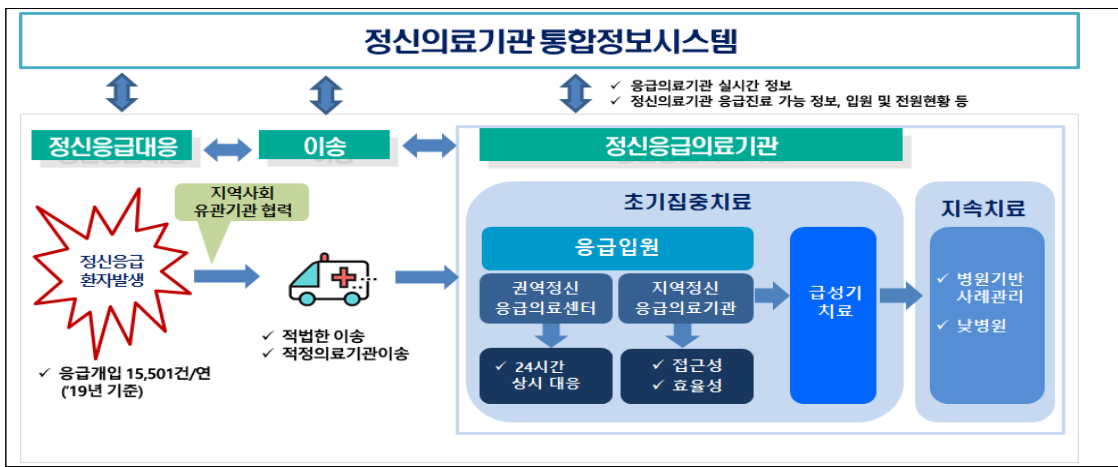 정신의료기관 통합정보시스템
✓ 응급의료기관 실시간 정보
✓ 정신의료기관 응급진료 가능 정보, 입원 및 전원현황 등
정신응급대응
이송
정신응급의료기관
지역사회
유관기관 협력
정신응급
환자발생
✓ 응급개입 15,501건/연
('19년 기준)
✓ 적법한 이송
✓ 적정의료기관이송
초기집중치료
응급입원
권역정신
응급의료센터
지역정신
응급의료기관
✓ 24시간
상시 대응
✓ 접근성
✓ 효율성
급성기
치료
지속치료
✓ 병원기반
사례관리
✓ 낮병원